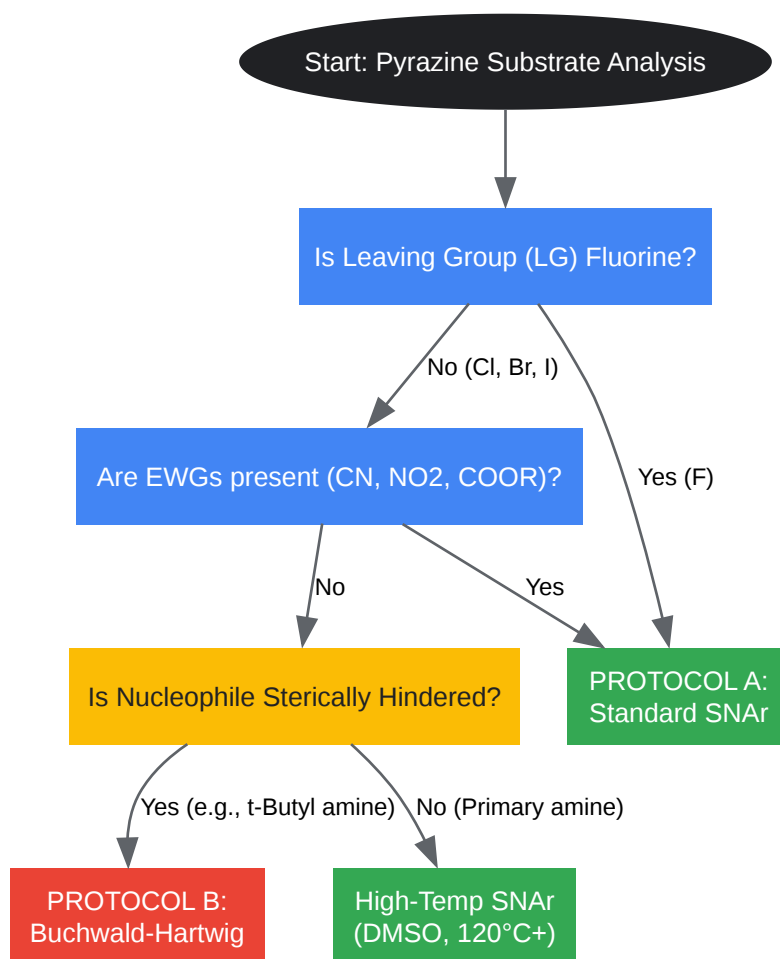 Start: Pyrazine Substrate Analysis
Is Leaving Group (LG) Fluorine?
No (Cl, Br, I)
Are EWGs present (CN, NO2, COOR)?
Yes (F)
No
Yes
Is Nucleophile Sterically Hindered?
PROTOCOL A:
Standard SNAr
Yes (e.g., t-Butyl amine)
No (Primary amine)
PROTOCOL B:
Buchwald-Hartwig
High-Temp SNAr
(DMSO, 120°C+)